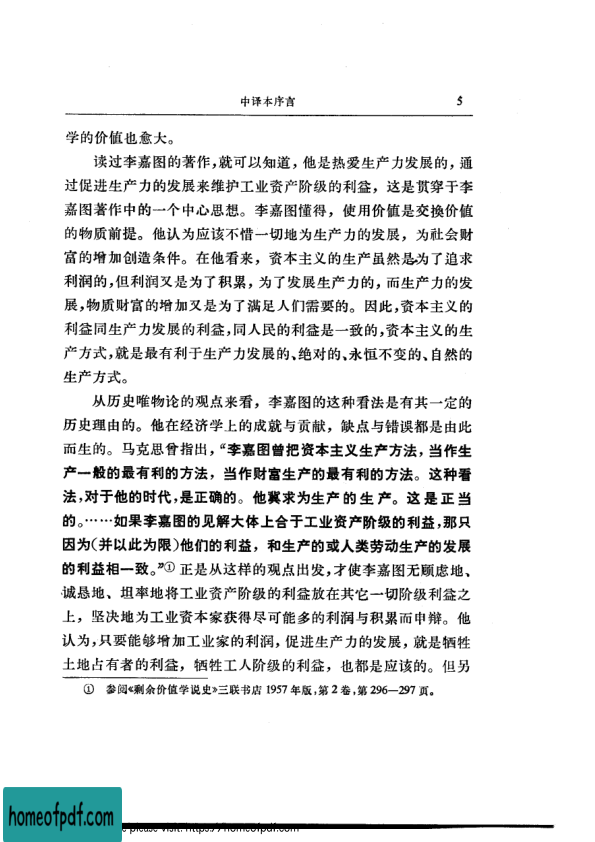 中译本序言 5
学的价值也愈大。
读过李嘉图的著作,就可以知道，他是热爱生产力发展的，通
过促进生产力的发展来维护工业资产阶级的利益，这是贯穿于李
嘉图著作中的一个中心思想。李嘉图懂得，使用价值是交换价值
的物质前提。他认为应该不惜一切地为生产力的发展，为社会财
富的增加创造条件。在他看来，资本主义的生产虽然是为了追求
利润的,但利润又是为了积累，为了发展生产力的，而生产力的发
展,物质财富的增加又是为了满足人们需要的。因此,资本主义的
利益同生产力发展的利益,同人民的利益是一致的,资本主义的生
产方式,就是最有利于生产力发展的、绝对的、永恒不变的、自然的
生产方式。
从历史唯物论的观点来看，李嘉图的这种看法是有其一定的
历史理由的。他在经济学上的成就与贡献，缺点与错误都是由此
而生的。马克思曾指出，“李嘉图曾把资本主义生产方法，当作生
产一般的最有利的方法，当作财富生产的最有利的方法。这种看
法,对于他的时代,是正确的。他冀求为生产的生产。这是正当
的。……如果李嘉图的见解大体上合于工业资产阶级的利益,那只
因为(并以此为限)他们的利益，和生产的或人类劳动生产的发展
的利益相一致。”① 正是从这样的观点出发,才使李嘉图无顾虑地、
诚恳地、坦率地将工业资产阶级的利益放在其它一切阶级利益之
上，坚决地为工业资本家获得尽可能多的利润与积累而申辩。他
认为,只要能够增加工业家的利润，促进生产力的发展，就是牺牲
土地占有者的利益，牺牲工人阶级的利益，也都是应该的。但另
① 参阅《剩余价值学说史》三联书店 1957 年版,第 2 卷,第 296—297 页。
homeofpdf.com
please visit: https://homeofpdf.com